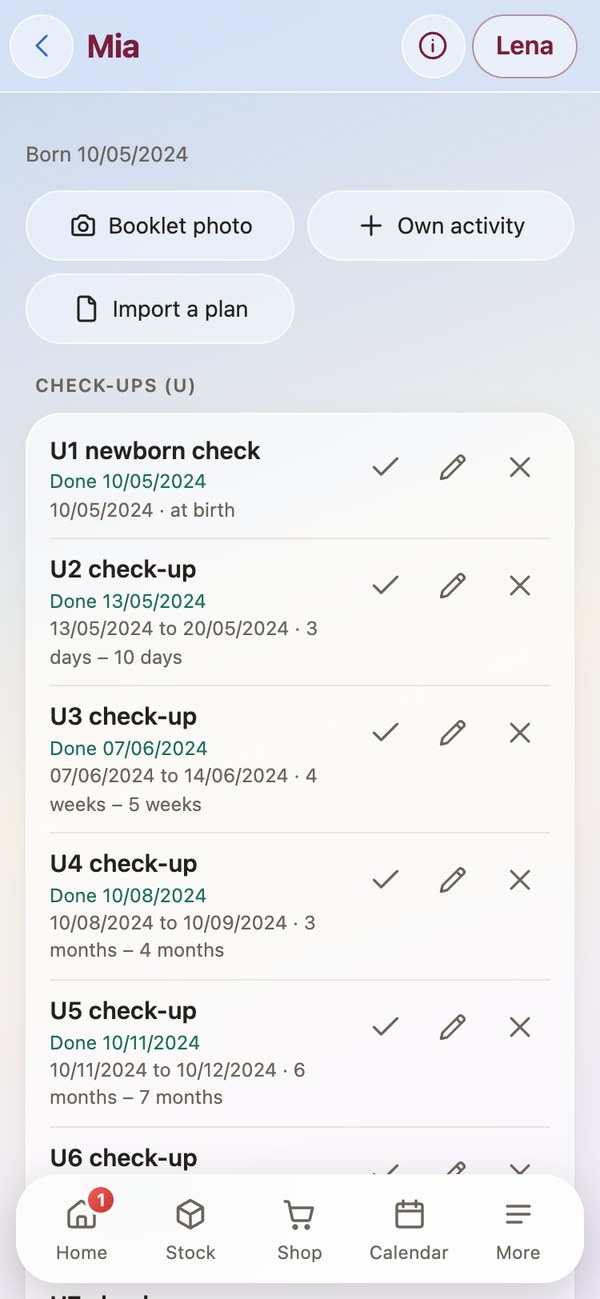 Mia
Lena
Born 10/05/2024
Booklet photo
Own activity
Import a plan
CHECK-UPS (U)
U1 newborn check
Done 10/05/2024
10/05/2024 · at birth
U2 check-up
Done 13/05/2024
13/05/2024 to 20/05/2024 · 3
days – 10 days
U3 check-up
Done 07/06/2024
07/06/2024 to 14/06/2024 · 4
weeks – 5 weeks
U4 check-up
Done 10/08/2024
10/08/2024 to 10/09/2024 · 3
months – 4 months
U5 check-up
Done 10/11/2024
10/11/2024 to 10/12/2024 · 6
months – 7 months
U6 check-up
1
Home
Stock
Shop
Calendar
More